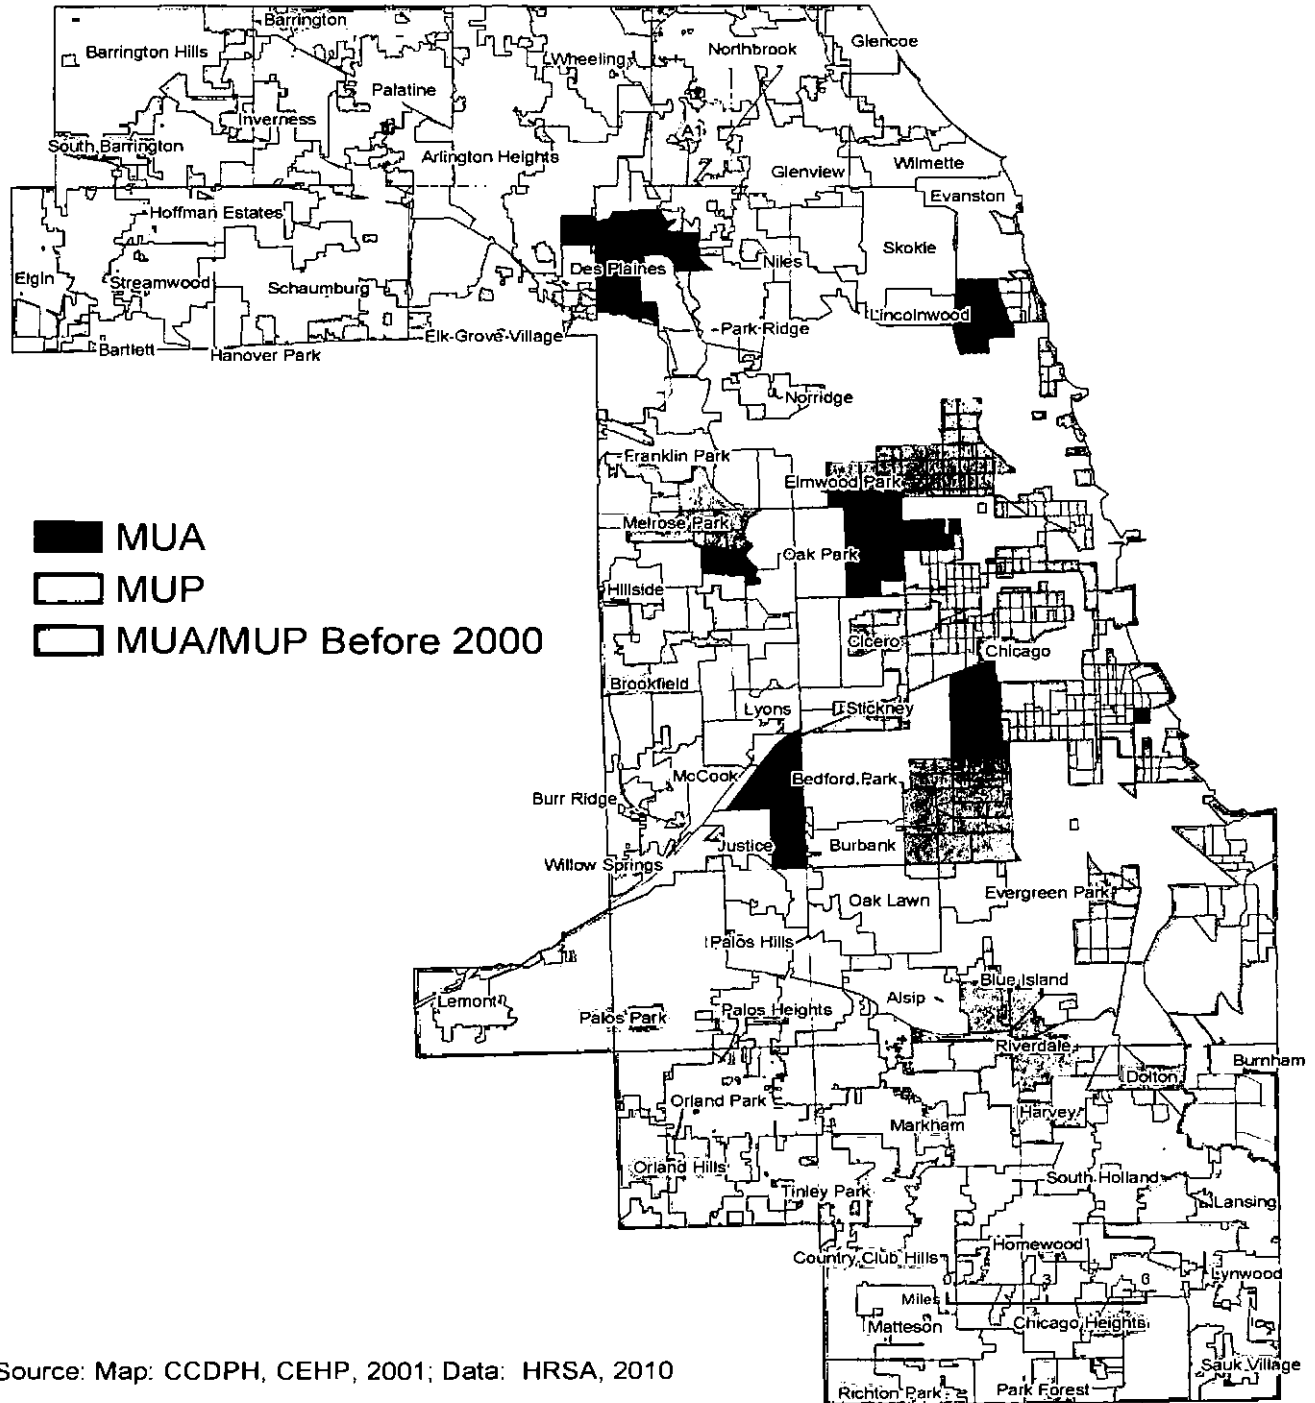 Barrington
Glencoe
Barrington Hills
Northbrook
Wheeling
Palatine
Inverness
A1
South Barrington
Arlington Heights
Wilmette
Glenview
Evanston
Hoffman Estates
Skokie
Des Plaines
Niles
Elgin
Streamwood
Schaumburg
Lincolnwood
Park Ridge
Elk Grove Village
Bartlett
Hanover Park
Norridge
Franklin Park
Elmwood Park
Melrose Park
MUA
Oak Park
MUP
Hillside
MUA/MUP Before 2000
Cicero
Chicago
Brookfield
Lyons
Stickney
McCook
Bedford Park
Burr Ridge
Justice
Burbank
Willow Springs
Evergreen Park
Oak Lawn
Palos Hills
Blue Island
Lemont
Alsip
Palos Park
Palos Heights
Riverdale
Burnham
Dolton
Orland Park
Harvey
Markham
Orland Hills
South Holland
Tinley Park
Lansing
Homewood
Country Club Hills
Lynwood
0 3 6
Miles
Matteson
Chicago Heights
Sauk Village
Source: Map: CCDPH, CEHP, 2001; Data: HRSA, 2010
Richton Park
Park Forest